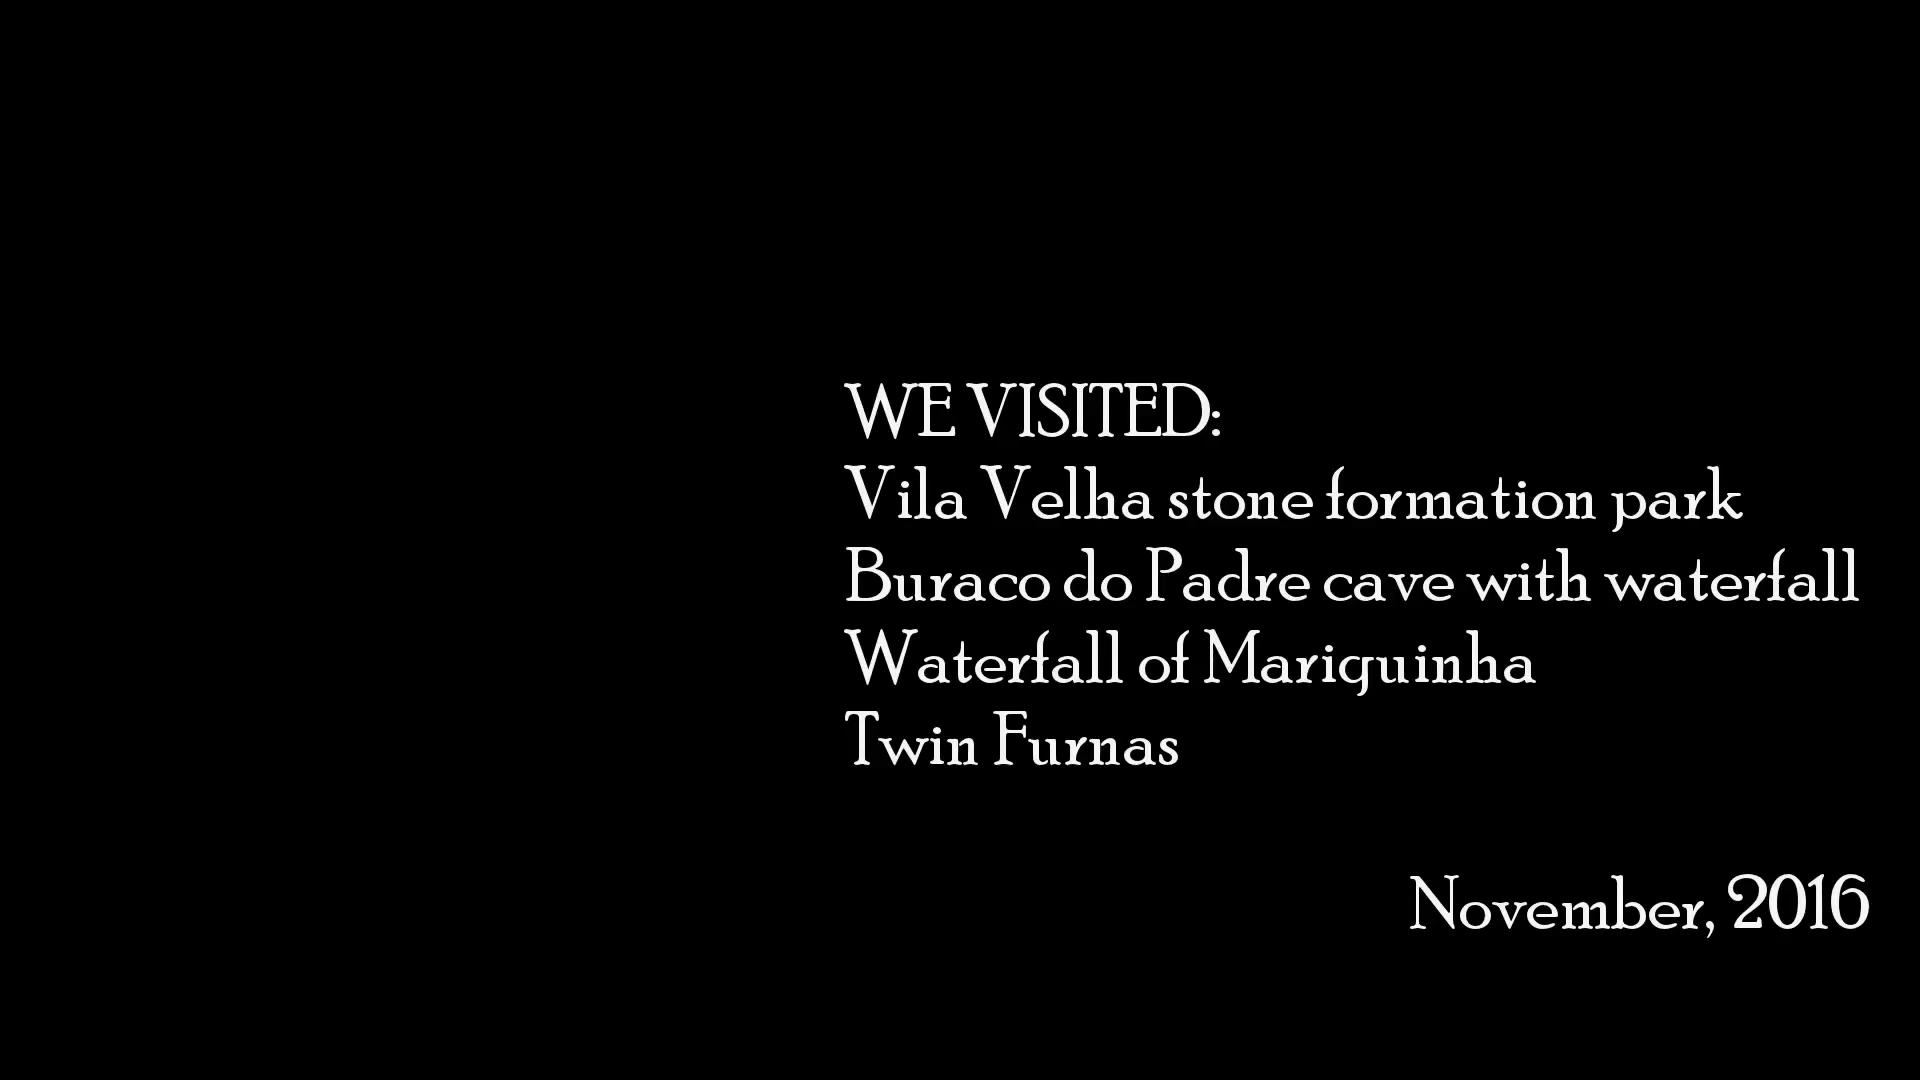 WE VISITED:
Vila Velha stone formation park
Buraco do Padre cave with waterfall
Waterfall of Mariquinha
Twin Furnas
November, 2016